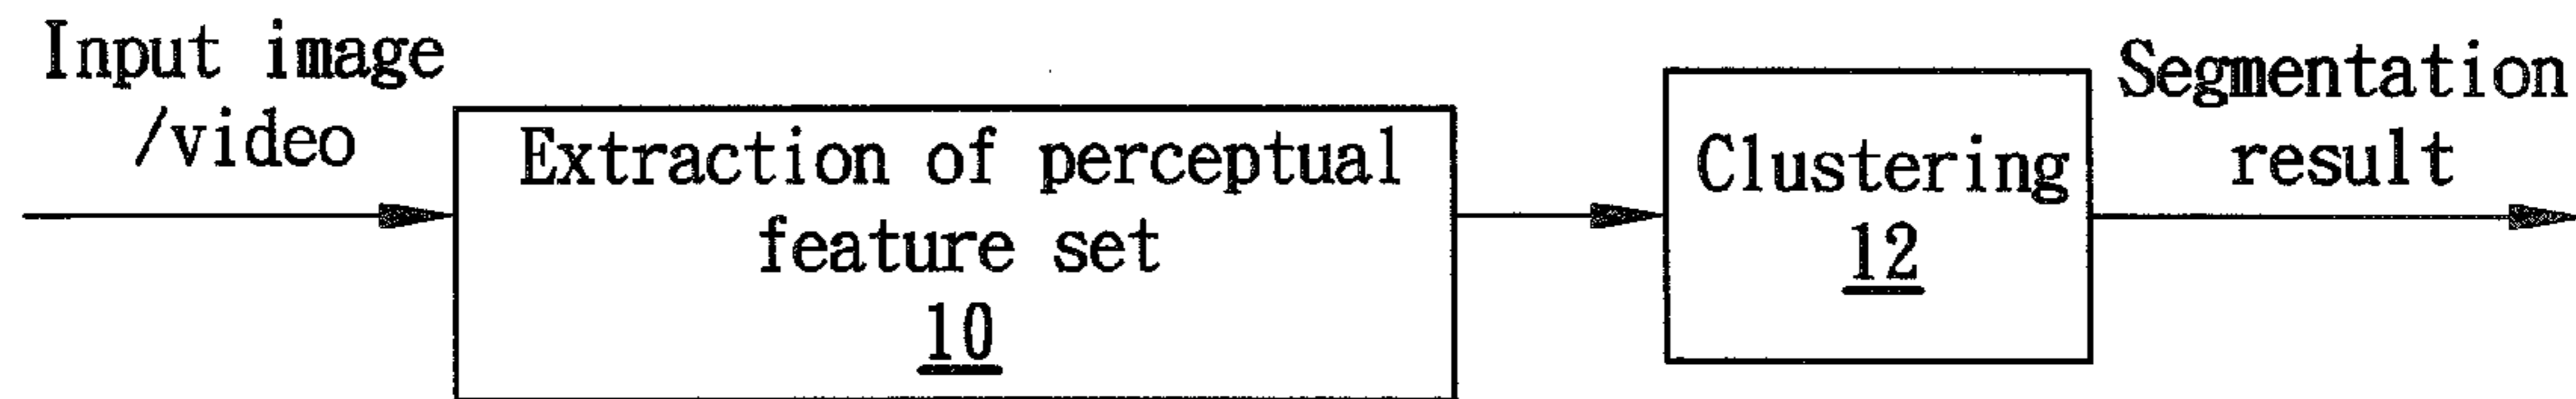 Input image
/video
Extraction of perceptual
feature set
10
Clustering
12
Segmentation
result